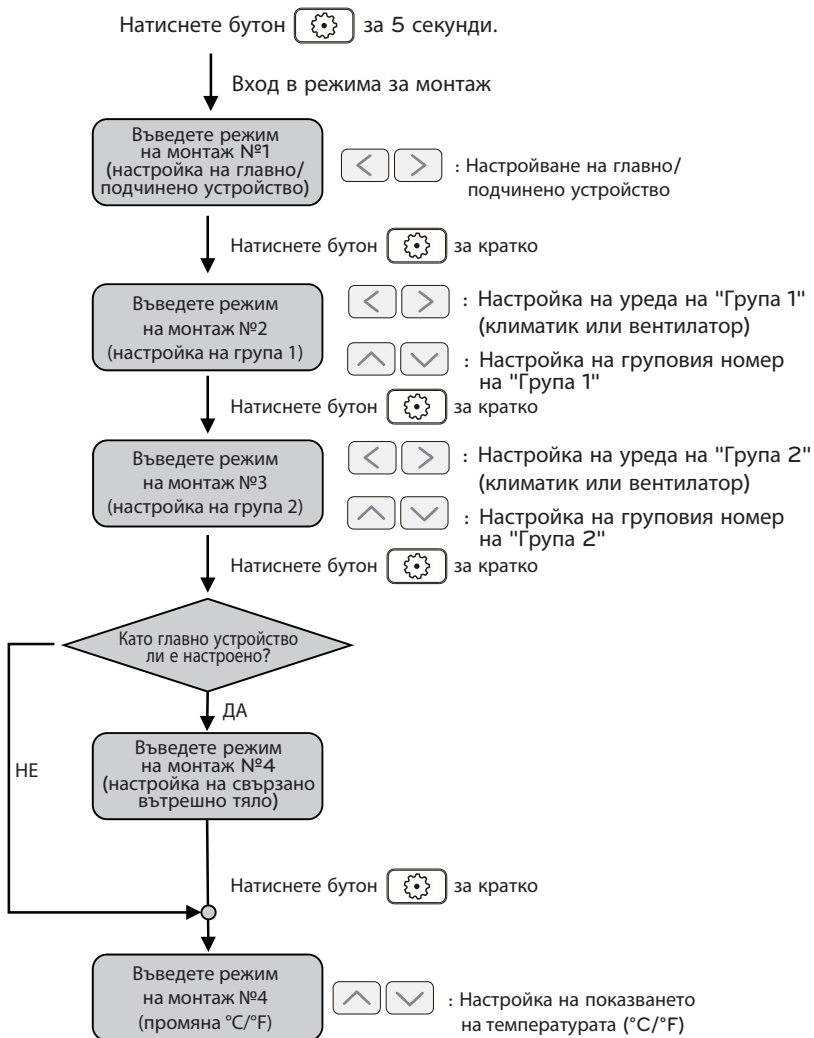 Натиснете бутон за 5 секунди.
Вход в режима за монтаж
Въведете режим
на монтаж №1
(настройка на главно/
подчинено устройство)
: Настройване на главно/
подчинено устройство
Натиснете бутон за кратко
Въведете режим
на монтаж №2
(настройка на група 1)
: Настройка на уреда на "Група 1"
(климатик или вентилатор)
: Настройка на груповия номер
на "Група 1"
Натиснете бутон за кратко
Въведете режим
на монтаж №3
(настройка на група 2)
: Настройка на уреда на "Група 2"
(климатик или вентилатор)
: Настройка на груповия номер
на "Група 2"
Натиснете бутон за кратко
Като главно устройство
ли е настроено?
ДА
НЕ
Въведете режим
на монтаж №4
(настройка на свързано
вътрешно тяло)
Натиснете бутон за кратко
Въведете режим
на монтаж №4
(промяна °C/°F)
: Настройка на показването
на температурата (°C/°F)